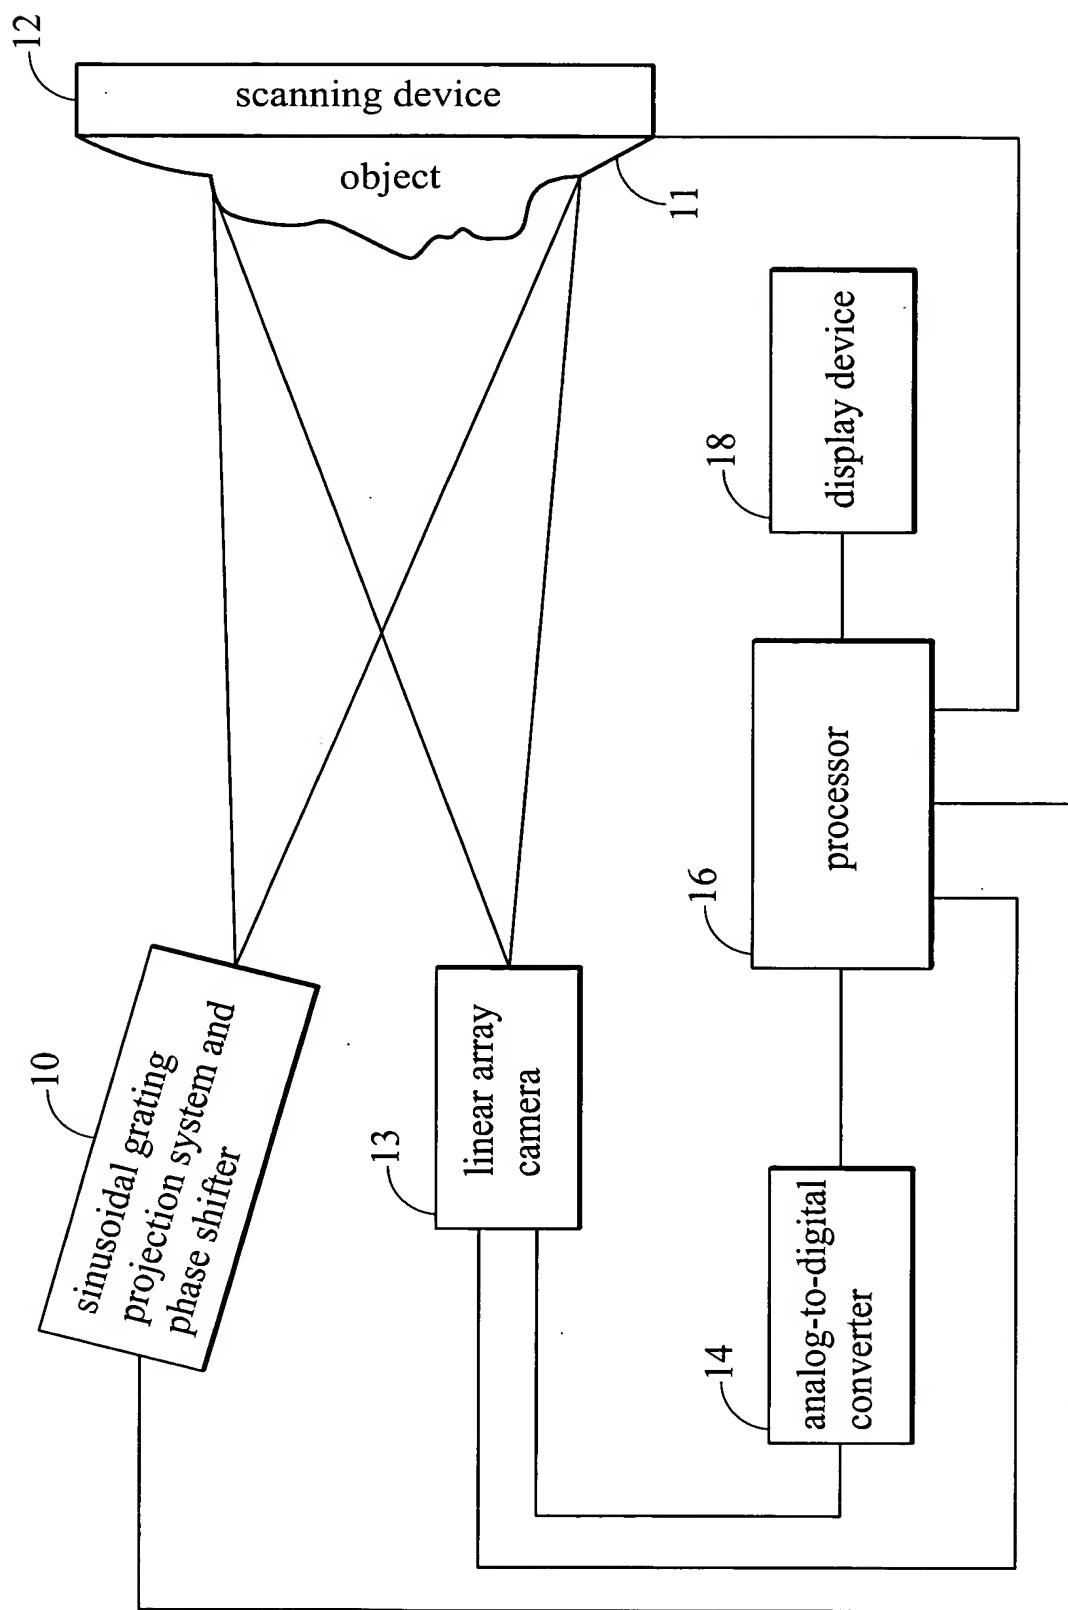 10
sinusoidal grating
projection system and
phase shifter
12
scanning device
object
11
13
linear array
camera
14
analog-to-digital
converter
16
processor
18
display device